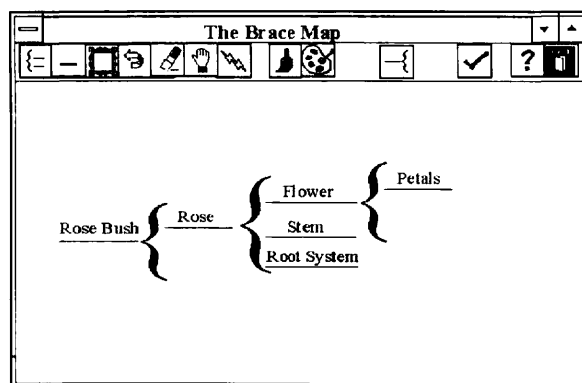 The Brace Map
?
Petals
Flower
Rose
Rose Bush
Stem
Root System